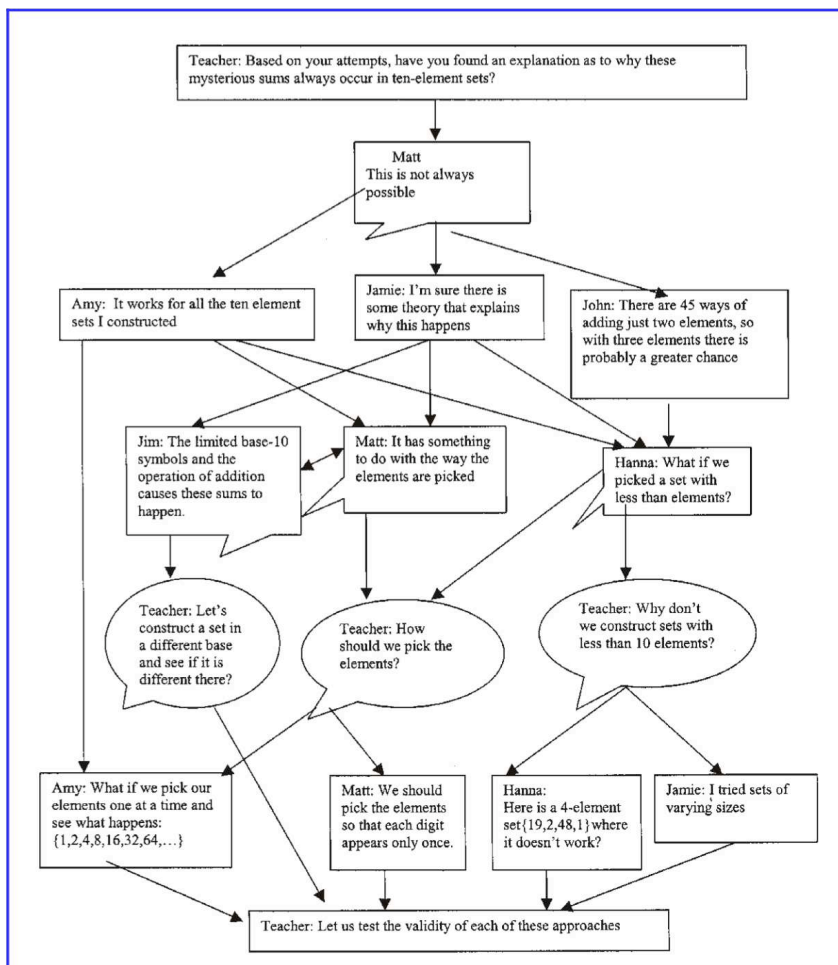 Teacher: Based on your attempts, have you found an explanation as to why these
mysterious sums always occur in ten-element sets?
Matt
This is not always
possible
Amy: It works for all the ten element
sets I constructed
Jamie: I'm sure there is
some theory that explains
why this happens
John: There are 45 ways of
adding just two elements, so
with three elements there is
probably a greater chance
Jim: The limited base-10
symbols and the
operation of addition
causes these sums to
happen.
Matt: It has something
to do with the way the
elements are picked
Hanna: What if we
picked a set with
less than elements?
Teacher: Let's
construct a set in
a different base
and see if it is
different there?
Teacher: How
should we pick the
elements?
Teacher: Why don't
we construct sets with
less than 10 elements?
Amy: What if we pick our
elements one at a time and
see what happens:
{1,2,4,8,16,32,64,...}
Matt: We should
pick the elements
so that each digit
appears only once.
Hanna:
Here is a 4-element
set{19,2,48,1}where
it doesn't work?
Jamie: I tried sets of
varying sizes
Teacher: Let us test the validity of each of these approaches